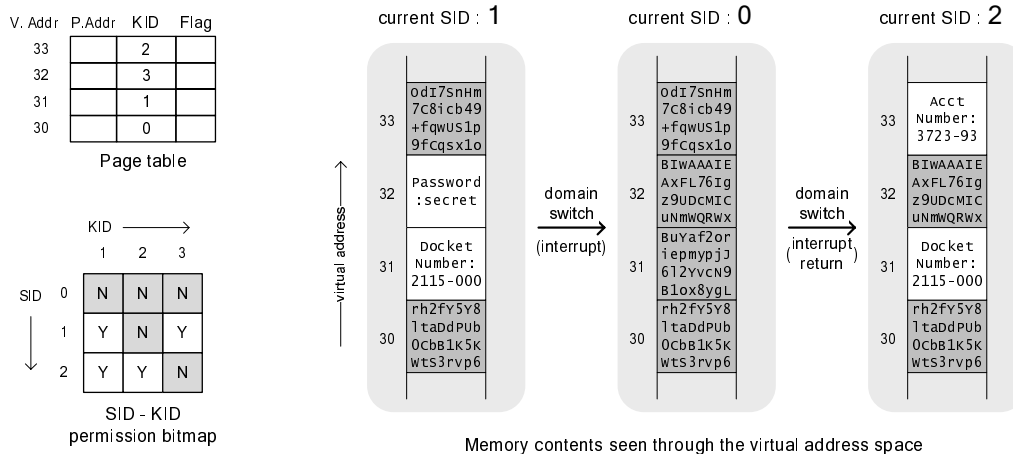 V. Addr P.Addr KID Flag
33 2
32 3
31 1
30 0
Page table
KID
1 2 3
SID
0 N N N
1 Y N Y
2 Y Y N
SID - KID
permission bitmap
virtual address
current SID : 1
33
OdI7SnHm
7C8icb49
+fqwUS1p
9fCqsx1o
32
Password
:secret
31
Docket
Number:
2115-000
30
rh2fY5Y8
ltaDdPUb
OcbB1K5K
WtS3rvp6
domain
switch
(interrupt)
current SID : 0
33
OdI7SnHm
7C8icb49
+fqwUS1p
9fCqsx1o
32
BIwAAAIE
AxFL76Ig
z9UDcMIC
uNmWQRWx
31
BuYaf2or
iepmypjJ
6l2YvcN9
B1ox8ygL
30
rh2fY5Y8
ltaDdPUb
OcbB1K5K
WtS3rvp6
domain
switch
(interrupt
return)
current SID : 2
33
Acct
Number:
3723-93
32
BIwAAAIE
AxFL76Ig
z9UDcMIC
uNmWQRWx
31
Docket
Number:
2115-000
30
rh2fY5Y8
ltaDdPUb
OcbB1K5K
WtS3rvp6
Memory contents seen through the virtual address space